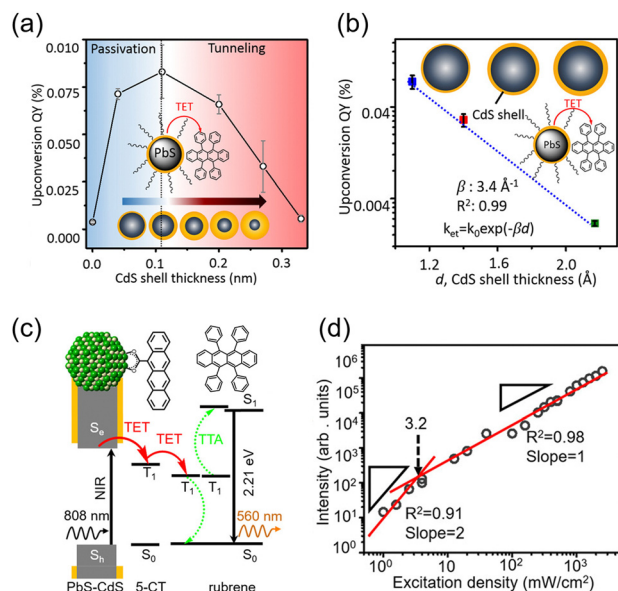 (a)
Passivation
Tunneling
Upconversion QY (%)
0.100
0.075
0.050
0.025
0.000
TET
PbS
0.0
0.1
0.2
0.3
CdS shell thickness (nm)
(b)
Upconversion QY (%)
0.04
0.004
CdS shell
TET
PbS
β : 3.4 Å⁻¹
R²: 0.99
kₑₜ=k₀exp(-βd)
1.2
1.6
2.0
d, CdS shell thickness (Å)
(c)
Sₑ
TET
TET
TTA
S₁
T₁
T₁
T₁
NIR
2.21 eV
808 nm
560 nm
Sₕ
S₀
S₀
PbS-CdS
5-CT
rubrene
(d)
Intensity (arb . units)
10⁶
10⁵
10⁴
10³
10²
10¹
10⁰
3.2
R²=0.98
Slope=1
R²=0.91
Slope=2
10⁰
10¹
10²
10³
Excitation density (mW/cm²)